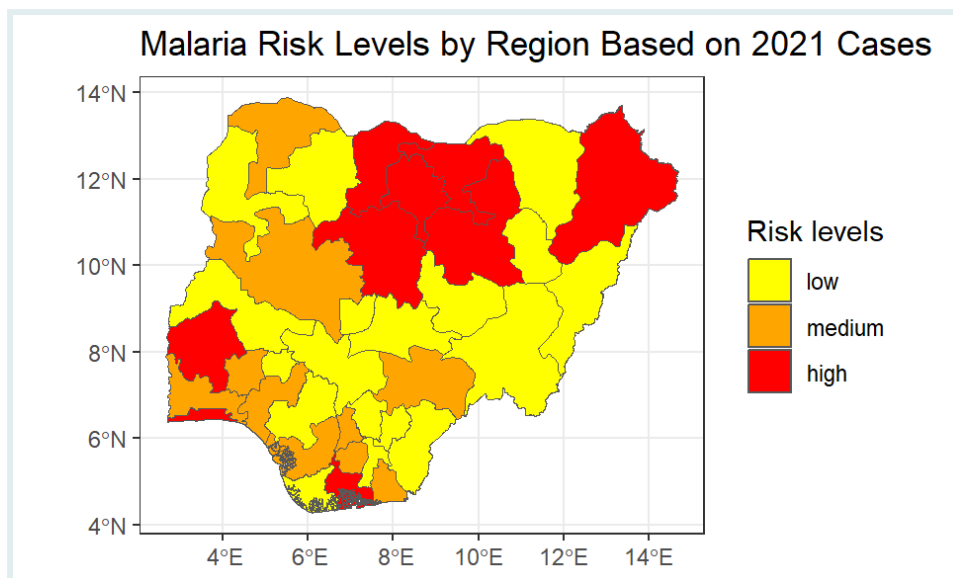 Malaria Risk Levels by Region Based on 2021 Cases
14°N
12°N
10°N
8°N
6°N
4°N
4°E 6°E 8°E 10°E 12°E 14°E
Risk levels
low
medium
high